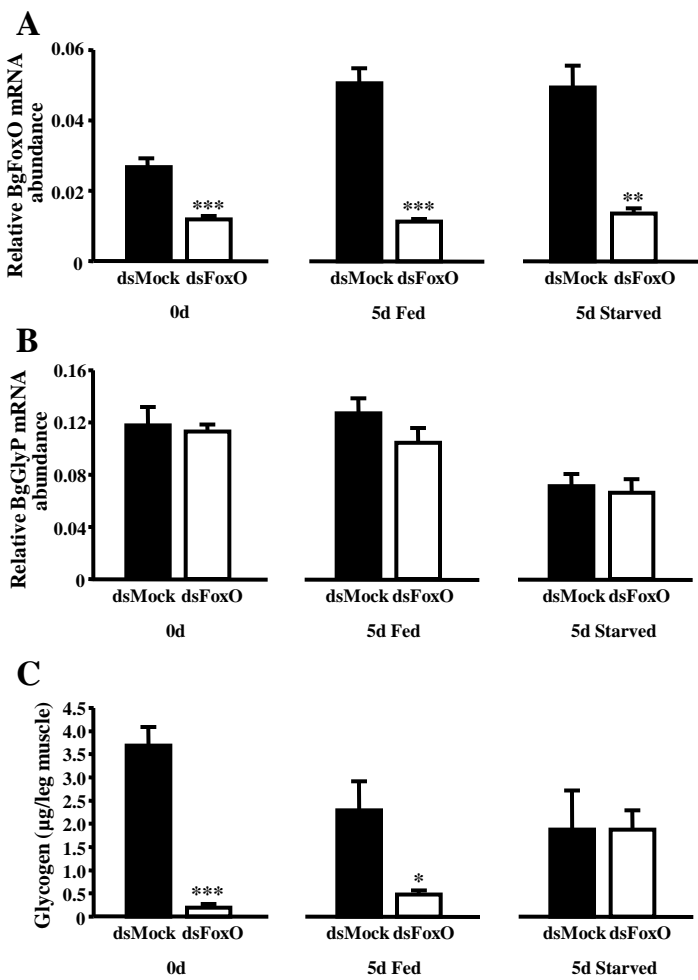 A
Relative BgFoxO mRNA
abundance
0.06
0.04
0.02
0
***
***
**
dsMock dsFoxO
dsMock dsFoxO
dsMock dsFoxO
0d
5d Fed
5d Starved
B
Relative BgGlyP mRNA
abundance
0.16
0.12
0.08
0.04
0
dsMock dsFoxO
dsMock dsFoxO
dsMock dsFoxO
0d
5d Fed
5d Starved
C
Glycogen (µg/leg muscle)
4.5
4.0
3.5
3.0
2.5
2.0
1.5
1.0
0.5
0
***
*
dsMock dsFoxO
dsMock dsFoxO
dsMock dsFoxO
0d
5d Fed
5d Starved